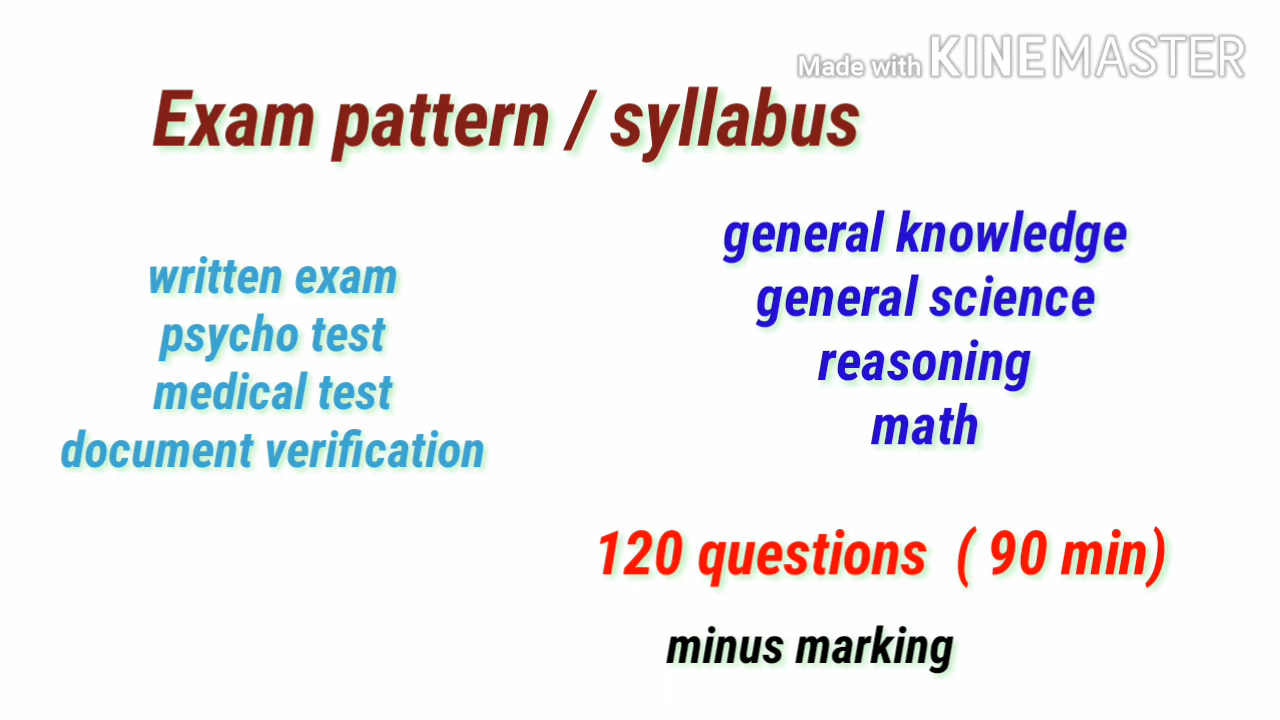 Made with KINEMASTER
Exam pattern / syllabus
written exam
psycho test
medical test
document verification
general knowledge
general science
reasoning
math
120 questions ( 90 min)
minus marking